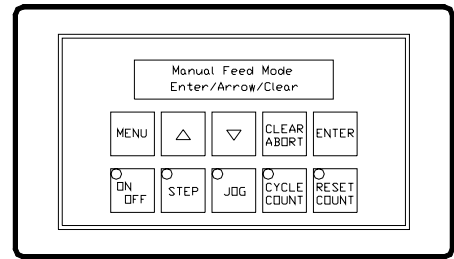 Manual Feed Mode
Enter/Arrow/Clear
MENU
CLEAR
ABORT
ENTER
ON
OFF
STEP
JOG
CYCLE
COUNT
RESET
COUNT